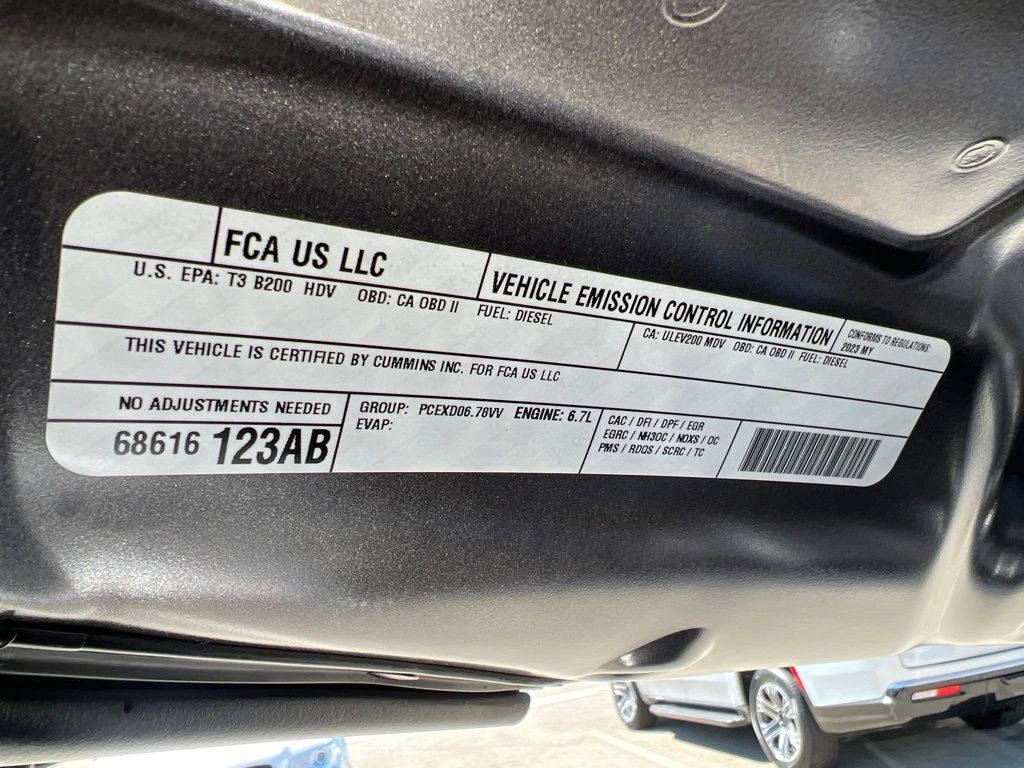 FCA US LLC
VEHICLE EMISSION CONTROL INFORMATION
CONFORMS TO REGULATIONS:
2023 MY
U.S. EPA: T3 B200 HDV OBD: CA OBD II FUEL: DIESEL
CA: ULEV200 MDV OBD: CA OBD II FUEL: DIESEL
THIS VEHICLE IS CERTIFIED BY CUMMINS INC. FOR FCA US LLC
NO ADJUSTMENTS NEEDED
68616 123AB
GROUP: PCEXD06.78VV ENGINE: 6.7L
EVAP:
CAC / DFI / DPF / EGR
EGRC / NH3OC / NOXS / OC
PMS / RDQS / SCRC / TC